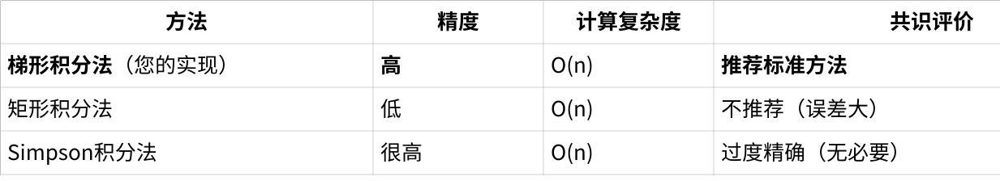 方法 精度 计算复杂度 共识评价
梯形积分法（您的实现） 高 O(n) 推荐标准方法
矩形积分法 低 O(n) 不推荐（误差大）
Simpson积分法 很高 O(n) 过度精确（无必要）